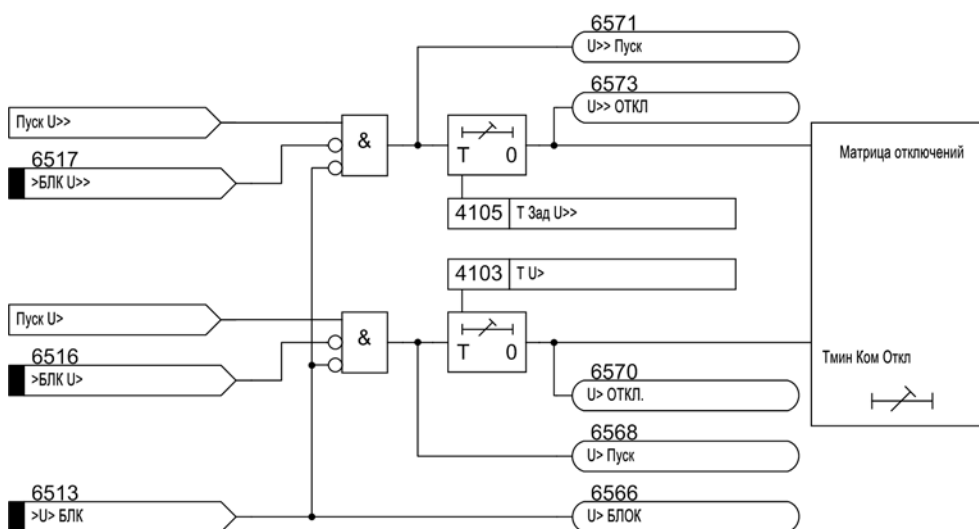 6571
U>> Пуск
6573
U>> ОТКЛ
Пуск U>>
&
T 0
Матрица отключений
6517
>БЛК U>>
4105 T Зад U>>
4103 T U>
Пуск U>
&
T 0
6516
>БЛК U>
Tмин Ком Откл
6570
U> ОТКЛ.
6568
U> Пуск
6513
>U> БЛК
6566
U> БЛОК